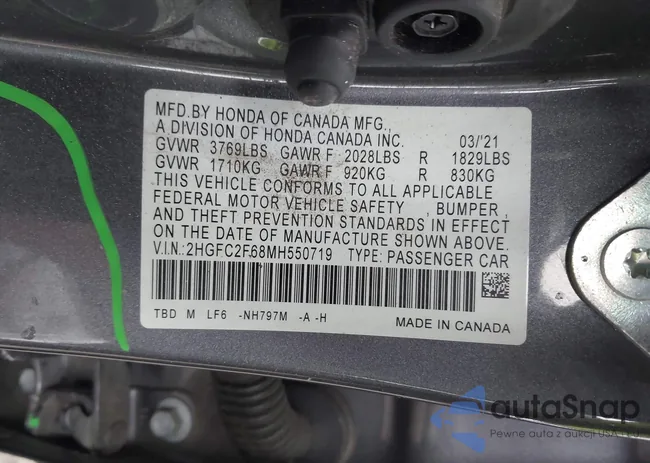 MFD.BY HONDA OF CANADA MFG.,
A DIVISION OF HONDA CANADA INC. 03/'21
GVWR 3769LBS GAWR F 2028LBS R 1829LBS
GVWR 1710KG GAWR F 920KG R 830KG
THIS VEHICLE CONFORMS TO ALL APPLICABLE
FEDERAL MOTOR VEHICLE SAFETY , BUMPER,
AND THEFT PREVENTION STANDARDS IN EFFECT
ON THE DATE OF MANUFACTURE SHOWN ABOVE.
V.I.N.:2HGFC2F68MH550719 TYPE: PASSENGER CAR
TBD M LF6 -NH797M -A -H MADE IN CANADA
autoSnap
Pewne auta z aukcji USA i EU